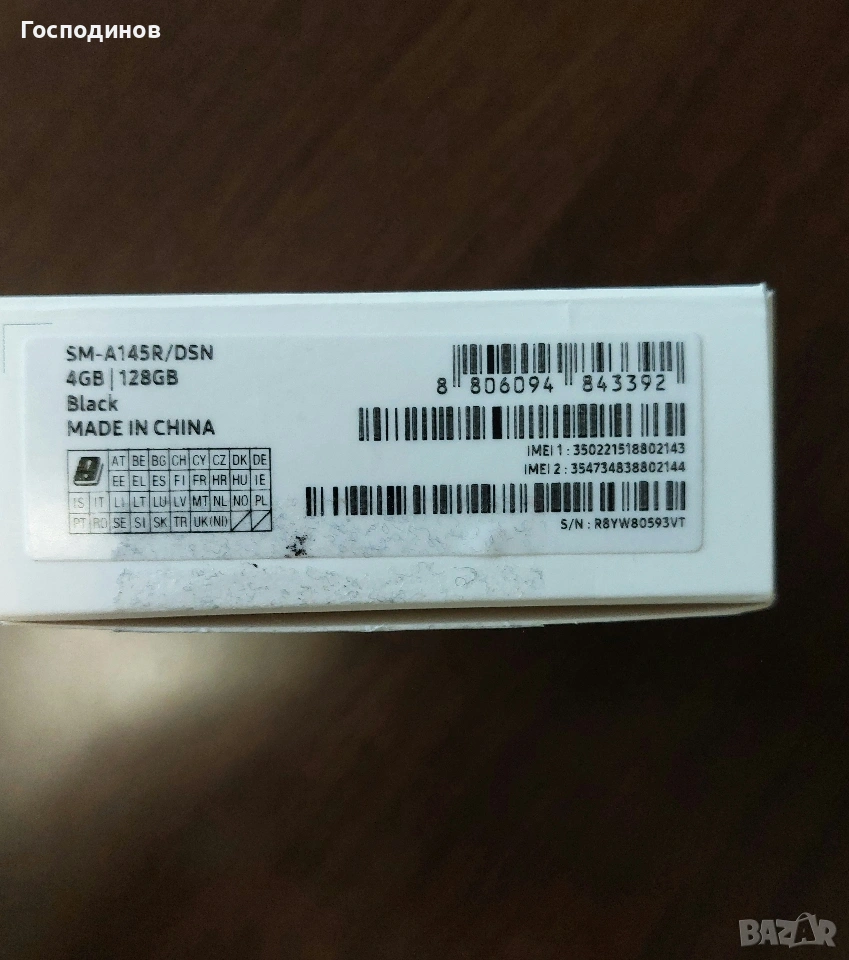 Господинов
SM-A145R/DSN
4GB | 128GB
Black
MADE IN CHINA
8 806094 843392
IMEI 1 : 350221518802143
IMEI 2 : 354734838802144
S/N : R8YW80593VT
AT BE BG CH CY CZ DK DE
EE EL ES FI FR HR HU IE
IS IT LI LT LU LV MT NL NO PL
PT RO SE SI SK TR UK(NI)
BAZAR